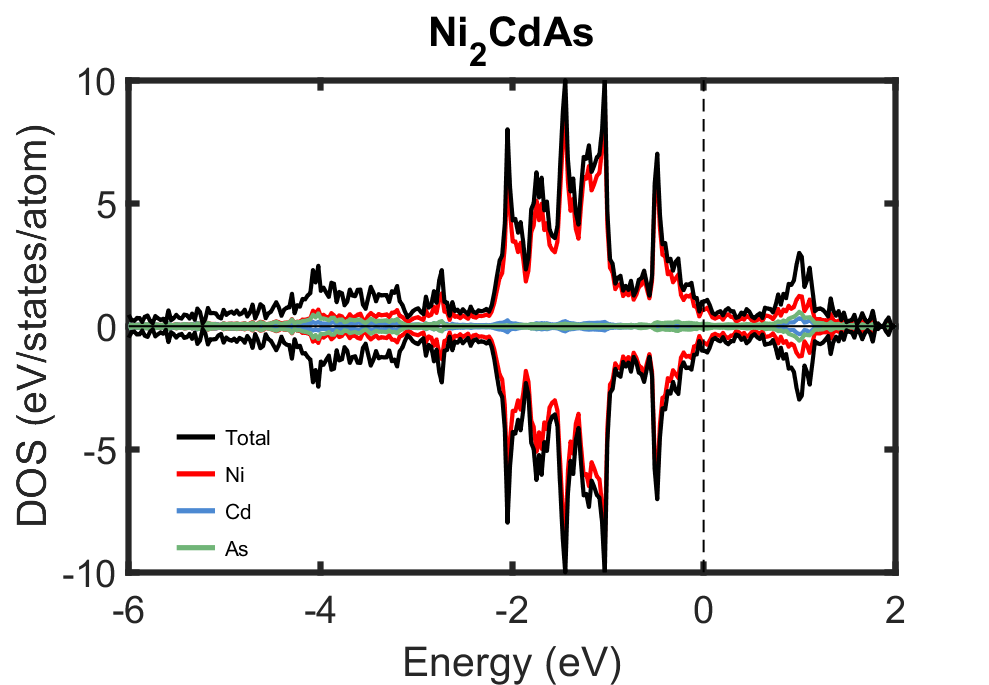 Ni₂CdAs
DOS (eV/states/atom)
10
5
0
-5
-10
Total
Ni
Cd
As
-6 -4 -2 0 2
Energy (eV)